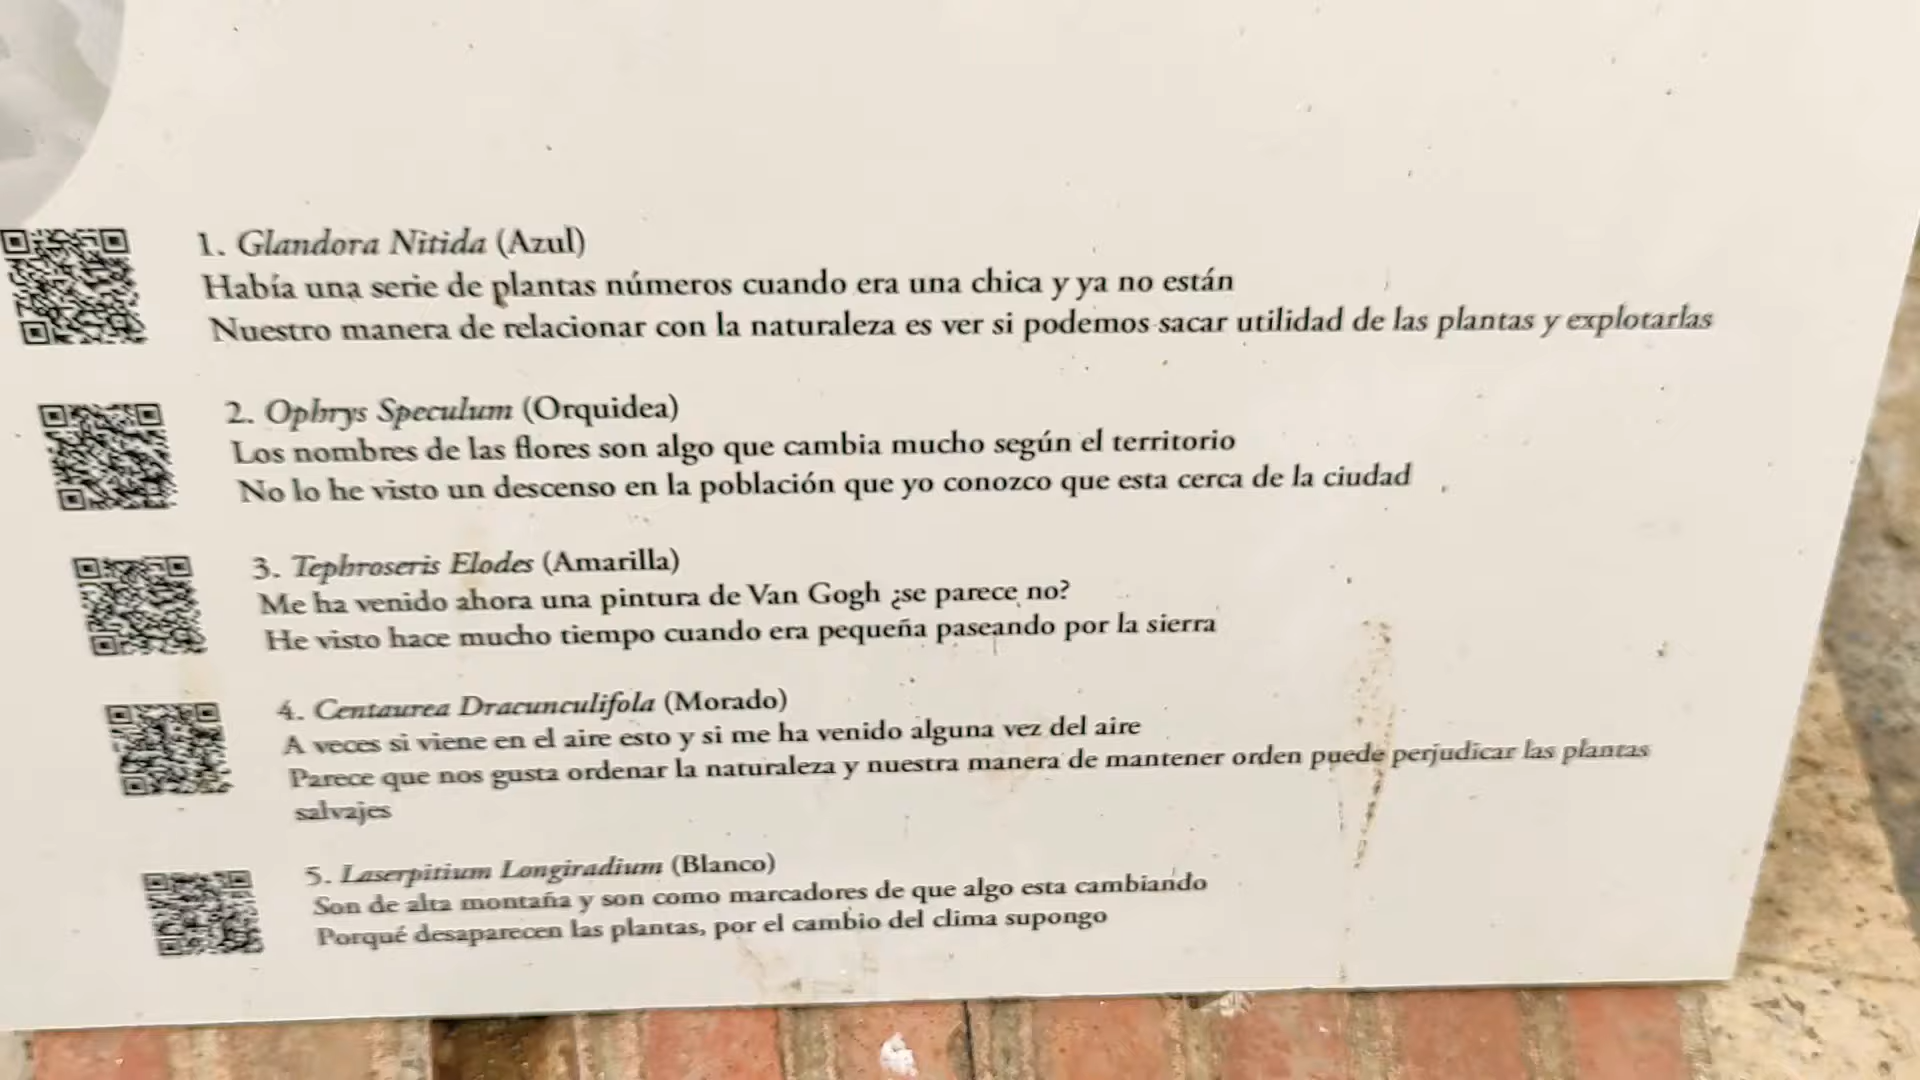 1. Glandora Nitida (Azul)
Había una serie de plantas números cuando era una chica y ya no están
Nuestro manera de relacionar con la naturaleza es ver si podemos sacar utilidad de las plantas y explotarlas
2. Ophrys Speculum (Orquidea)
Los nombres de las flores son algo que cambia mucho según el territorio
No lo he visto un descenso en la población que yo conozco que esta cerca de la ciudad
3. Tephroseris Elodes (Amarilla)
Me ha venido ahora una pintura de Van Gogh ¿se parece no?
He visto hace mucho tiempo cuando era pequeña paseando por la sierra
4. Centaurea Dracunculifola (Morado)
A veces si viene en el aire esto y si me ha venido alguna vez del aire
Parece que nos gusta ordenar la naturaleza y nuestra manera de mantener orden puede perjudicar las plantas
salvajes
5. Laserpitium Longiradium (Blanco)
Son de alta montaña y son como marcadores de que algo esta cambiando
Porqué desaparecen las plantas, por el cambio del clima supongo